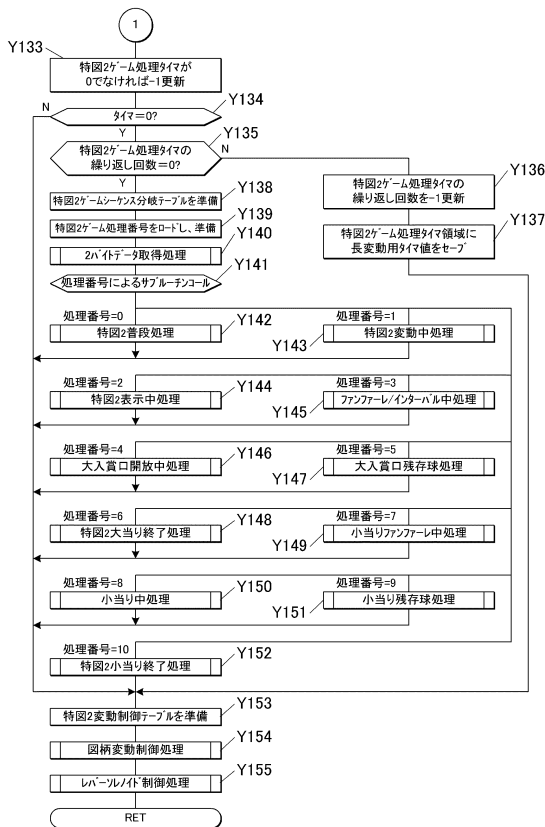 1
Y133
特図2ゲーム処理タイマが
0でなければ-1更新
N
タイマ=0?
Y134
Y
Y135
特図2ゲーム処理タイマの
繰り返し回数=0?
N
Y
Y138
特図2ゲームシーケンス分岐テーブルを準備
Y139
特図2ゲーム処理番号をロードし、準備
Y140
2バイトデータ取得処理
Y141
処理番号によるサブルーチンコール
Y136
特図2ゲーム処理タイマの
繰り返し回数を-1更新
Y137
特図2ゲーム処理タイマ領域に
長変動用タイマ値をセーブ
処理番号=0
特図2普段処理
Y142
処理番号=1
特図2変動中処理
Y143
処理番号=2
特図2表示中処理
Y144
処理番号=3
ファンファーレ/インターバル中処理
Y145
処理番号=4
大入賞口開放中処理
Y146
処理番号=5
大入賞口残存球処理
Y147
処理番号=6
特図2大当り終了処理
Y148
処理番号=7
小当りファンファーレ中処理
Y149
処理番号=8
小当り中処理
Y150
処理番号=9
小当り残存球処理
Y151
処理番号=10
特図2小当り終了処理
Y152
特図2変動制御テーブルを準備
Y153
図柄変動制御処理
Y154
レバーソレノイド制御処理
Y155
RET